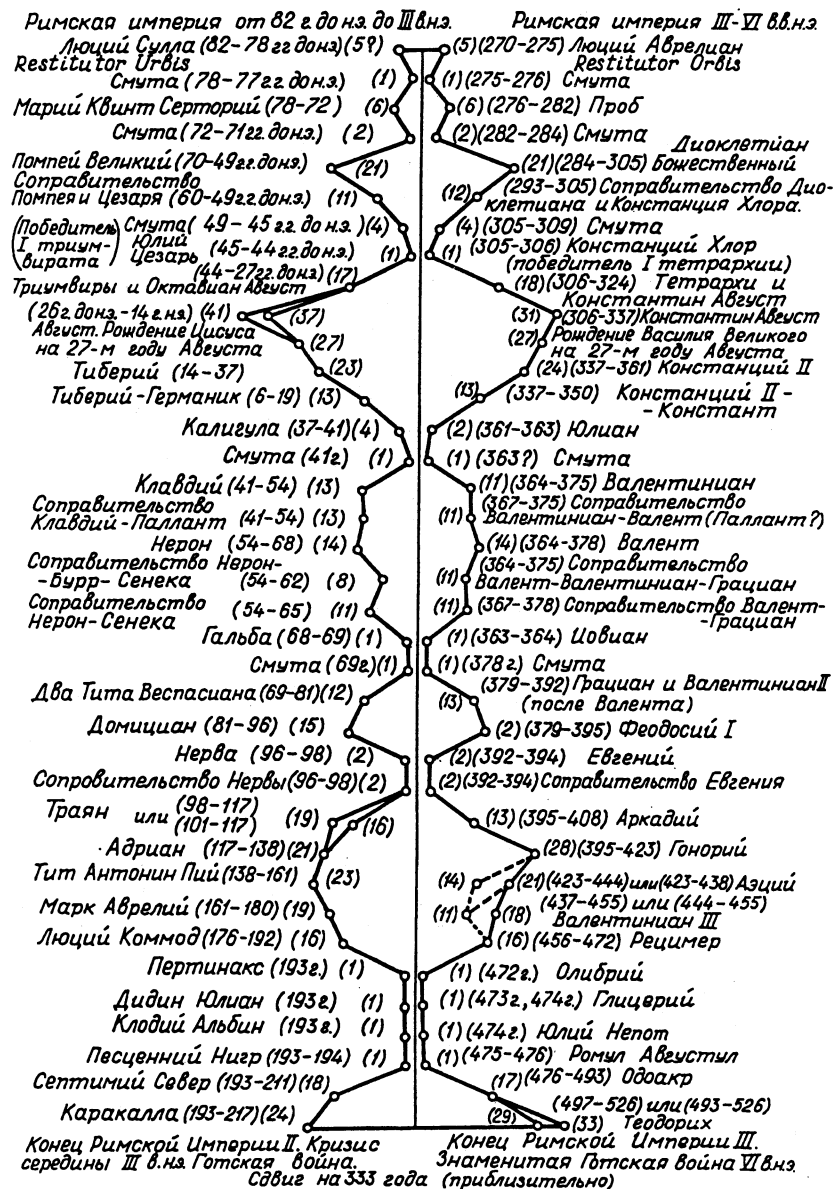 Римская империя от 82 г. до н.э. до III в.н.э.
Римская империя III-VI в.в.н.э.
Люций Сулла (82-78 гг до н.э.) (5?)
(5) (270-275) Люций Аврелиан
Restitutor Urbis
Restitutor Orbis
Смута (78-77 г.г. до н.э.) (1)
(1) (275-276) Смута
Марий Квинт Серторий (78-72) (6)
(6) (276-282) Проб
Смута (72-71 гг. до н.э.) (2)
(2) (282-284) Смута
Диоклетиан
Помпей Великий (70-49 гг. до н.э.) (21)
(21) (284-305) Божественный
Соправительство
Помпея и Цезаря (60-49 гг. до н.э.) (11)
(12) (293-305) Соправительство Дио-
клетиана и Констанция Хлора.
(Победитель I триум-вирата)
Смута (49-45 г.г. до н.э.) (4)
(4) (305-309) Смута
Юлий Цезарь (45-44 г.г. до н.э.) (1)
(1) (305-306) Констанций Хлор
(победитель I тетрархии)
(44-27 гг. до н.э.) (17)
Триумвиры и Октавиан Август
(18) (306-324) Тетрархи и
Константин Август
(26 г. до н.э.-14 г. н.э.) (41) (37)
(31) (306-337) Константин Август
Август. Рождение Иисуса
на 27-м году Августа (27)
(27) Рождение Василия Великого
на 27-м году Августа
Тиберий (14-37) (23)
(24) (337-361) Констанций II
Тиберий-Германик (6-19) (13)
(13) (337-350) Констанций II-
-Констант
Калигула (37-41) (4)
(2) (361-363) Юлиан
Смута (41 г.) (1)
(1) (363?) Смута
Клавдий (41-54) (13)
(11) (364-375) Валентиниан
Соправительство
Клавдий-Паллант (41-54) (13)
(367-375) Соправительство
(11) Валентиниан-Валент (Паллант?)
Нерон (54-68) (14)
(14) (364-378) Валент
Соправительство Нерон-
-Бурр-Сенека (54-62) (8)
(364-375) Соправительство
(11) Валент-Валентиниан-Грациан
Соправительство
Нерон-Сенека (54-65) (11)
(11) (367-378) Соправительство Валент-
-Грациан
Гальба (68-69) (1)
(1) (363-364) Иовиан
Смута (69 г.) (1)
(1) (378 г.) Смута
Два Тита Веспасиана (69-81) (12)
(379-392) Грациан и Валентиниан II
(13) (после Валента)
Домициан (81-96) (15)
(2) (379-395) Феодосий I
Нерва (96-98) (2)
(2) (392-394) Евгений
Сопровительство Нервы (96-98) (2)
(2) (392-394) Соправительство Евгения
Траян (98-117) или (101-117) (19) (16)
(13) (395-408) Аркадий
Адриан (117-138) (21)
(28) (395-423) Гонорий
Тит Антонин Пий (138-161) (23)
(14) (21) (423-444) или (423-438) Аэций
Марк Аврелий (161-180) (19)
(11) (18) (437-455) или (444-455)
Валентиниан III
Люций Коммод (176-192) (16)
(16) (456-472) Рецимер
Пертинакс (193 г.) (1)
(1) (472 г.) Олибрий
Дидин Юлиан (193 г.) (1)
(1) (473 г., 474 г.) Глицерий
Клодий Альбин (193 г.) (1)
(1) (474 г.) Юлий Непот
Песценний Нигр (193-194) (1)
(1) (475-476) Ромул Августул
Септимий Север (193-211) (18)
(17) (476-493) Одоакр
Каракалла (193-217) (24)
(497-526) или (493-526)
(29) (33) Теодорих
Конец Римской Империи II. Кризис
середины III в.н.э. Готская война.
Конец Римской Империи III.
Знаменитая Готская война VI в.н.э.
Сдвиг на 333 года (приблизительно)